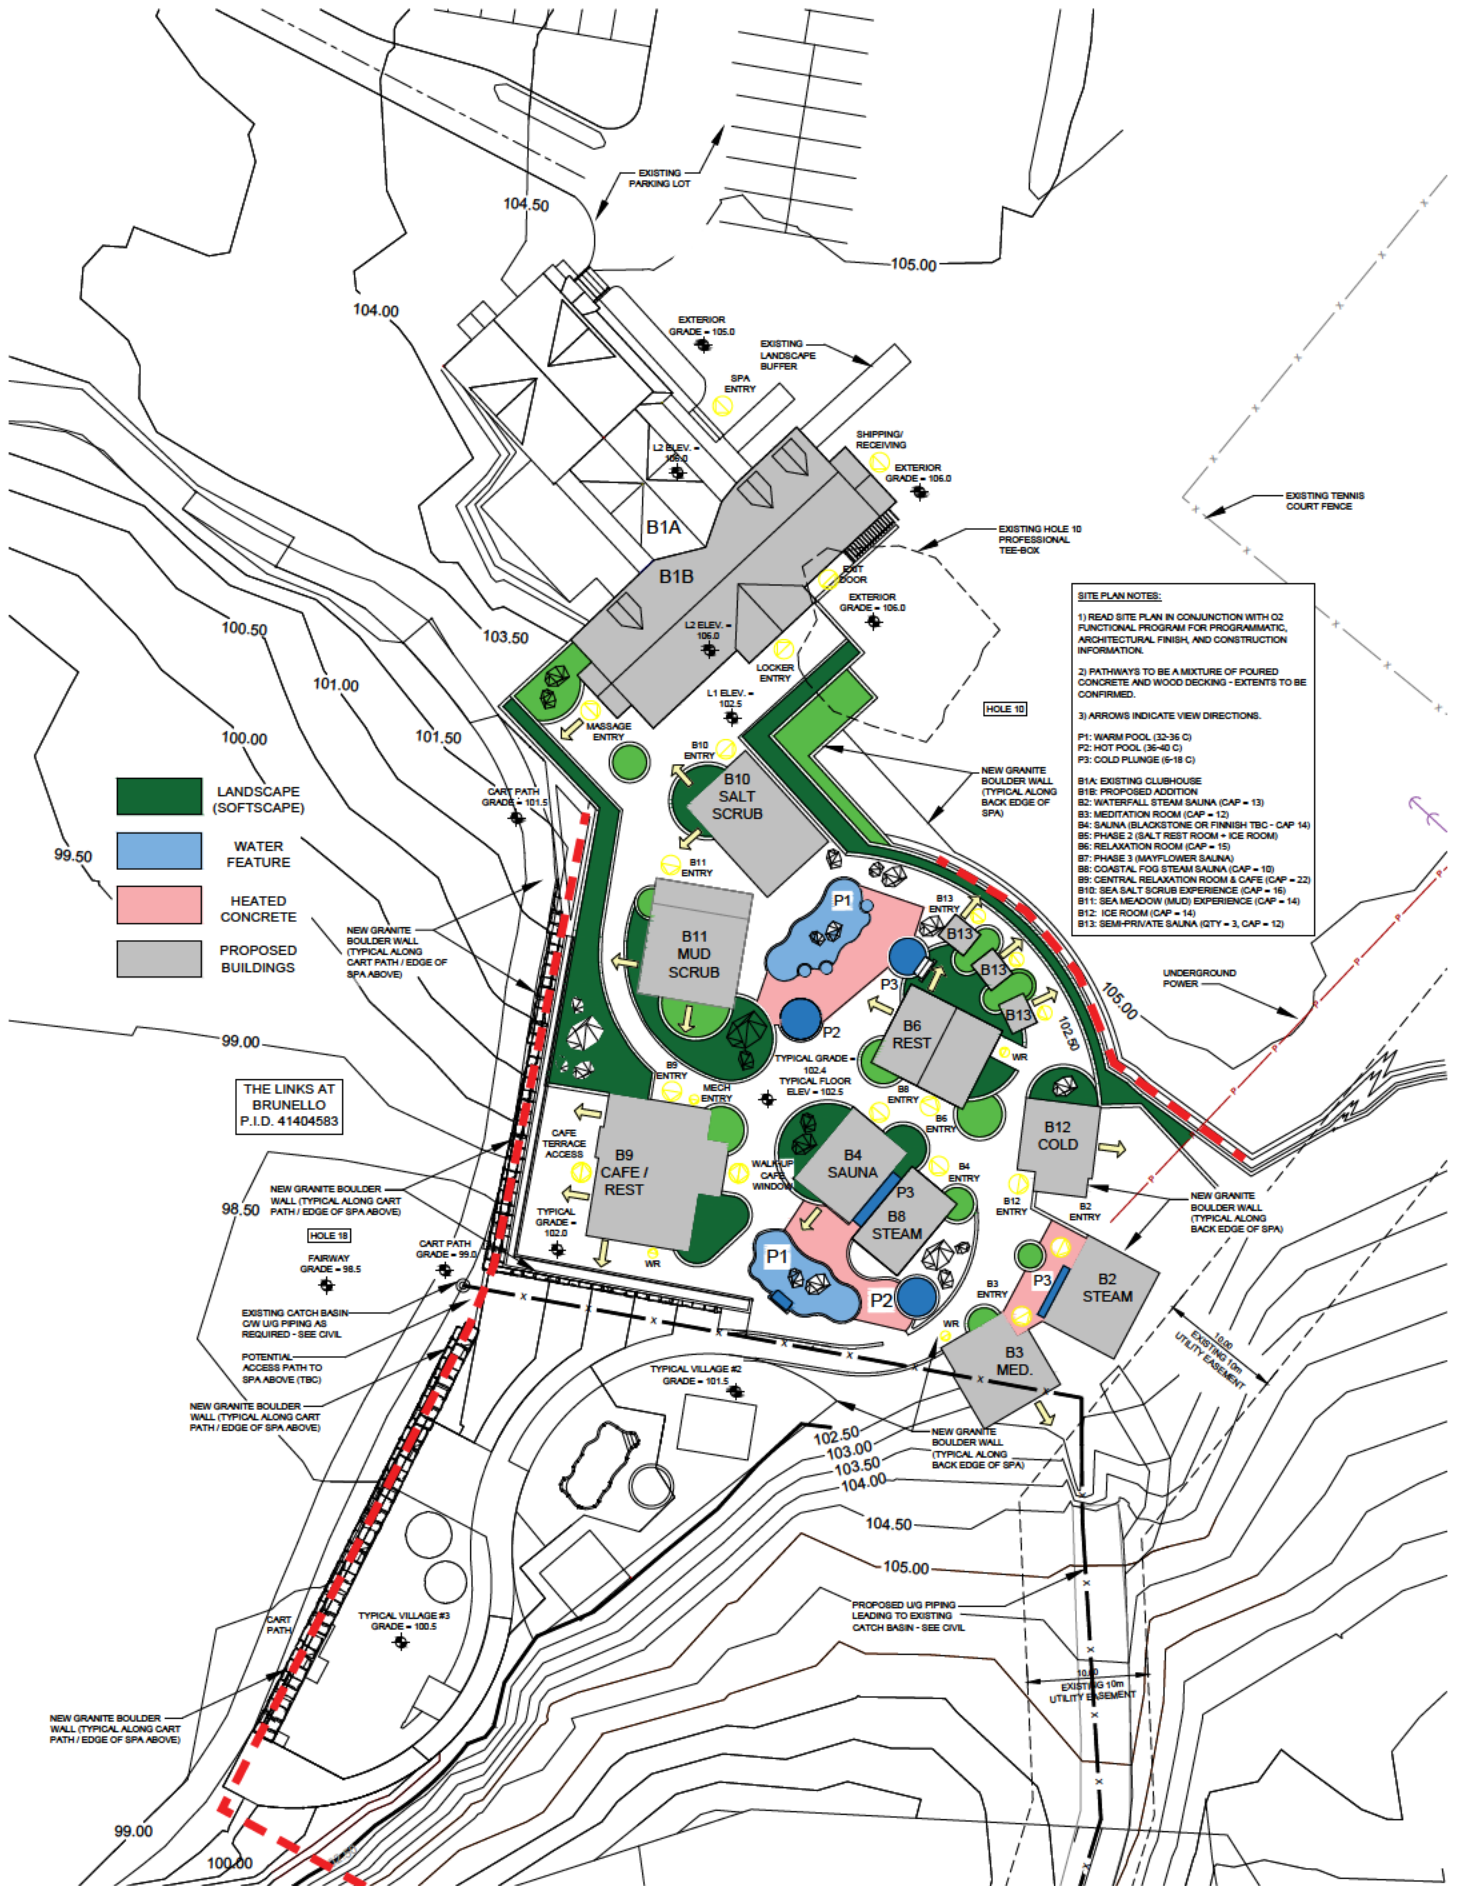 EXISTING
PARKING LOT
104.50
105.00
104.00
EXTERIOR
GRADE = 105.0
EXISTING
LANDSCAPE
BUFFER
SPA
ENTRY
SHIPPING/
RECEIVING
L2 ELEV. =
106.0
EXTERIOR
GRADE = 106.0
EXISTING TENNIS
COURT FENCE
B1A
EXISTING HOLE 10
PROFESSIONAL
TEE-BOX
B1B
EXIT
DOOR
EXTERIOR
GRADE = 106.0
100.50
103.50
L2 ELEV. =
106.0
LOCKER
ENTRY
101.00
L1 ELEV. =
102.5
HOLE 10
SITE PLAN NOTES:
1) READ SITE PLAN IN CONJUNCTION WITH O2
FUNCTIONAL PROGRAM FOR PROGRAMMATIC,
ARCHITECTURAL FINISH, AND CONSTRUCTION
INFORMATION.
2) PATHWAYS TO BE A MIXTURE OF POURED
CONCRETE AND WOOD DECKING - EXTENTS TO BE
CONFIRMED.
3) ARROWS INDICATE VIEW DIRECTIONS.
P1: WARM POOL (32-36 C)
P2: HOT POOL (36-40 C)
P3: COLD PLUNGE (6-18 C)
B1A: EXISTING CLUBHOUSE
B1B: PROPOSED ADDITION
B2: WATERFALL STEAM SAUNA (CAP = 13)
B3: MEDITATION ROOM (CAP = 12)
B4: SAUNA (BLACKSTONE OR FINNISH TBC - CAP 14)
B5: PHASE 2 (SALT REST ROOM + ICE ROOM)
B6: RELAXATION ROOM (CAP = 15)
B7: PHASE 3 (MAYFLOWER SAUNA)
B8: COASTAL FOG STEAM SAUNA (CAP = 10)
B9: CENTRAL RELAXATION ROOM & CAFE (CAP = 22)
B10: SEA SALT SCRUB EXPERIENCE (CAP = 16)
B11: SEA MEADOW (MUD) EXPERIENCE (CAP = 14)
B12: ICE ROOM (CAP = 14)
B13: SEMI-PRIVATE SAUNA (QTY = 3, CAP = 12)
100.00
101.50
MASSAGE
ENTRY
B10
ENTRY
B10
SALT
SCRUB
NEW GRANITE
BOULDER WALL
(TYPICAL ALONG
BACK EDGE OF
SPA)
LANDSCAPE
(SOFTSCAPE)
WATER
FEATURE
HEATED
CONCRETE
PROPOSED
BUILDINGS
CART PATH
GRADE = 101.5
99.50
B11
ENTRY
P1
B13
ENTRY
B13
B13
B13
B11
MUD
SCRUB
NEW GRANITE
BOULDER WALL
(TYPICAL ALONG
CART PATH / EDGE OF
SPA ABOVE)
P3
UNDERGROUND
POWER
105.00
102.50
P2
B6
REST
WR
99.00
TYPICAL GRADE =
102.4
TYPICAL FLOOR
ELEV = 102.5
B9
ENTRY
MECH
ENTRY
B8
ENTRY
B6
ENTRY
THE LINKS AT
BRUNELLO
P.I.D. 41404583
B12
COLD
CAFE
TERRACE
ACCESS
B9
CAFE /
REST
WALK-UP
CAFE
WINDOW
B4
SAUNA
B4
ENTRY
P3
B8
STEAM
B12
ENTRY
B2
ENTRY
NEW GRANITE
BOULDER WALL
(TYPICAL ALONG
BACK EDGE OF SPA)
NEW GRANITE BOULDER
WALL (TYPICAL ALONG CART
PATH / EDGE OF SPA ABOVE)
98.50
HOLE 18
FAIRWAY
GRADE = 98.5
CART PATH
GRADE = 99.0
TYPICAL
GRADE =
102.0
WR
P1
P2
P3
B3
ENTRY
B2
STEAM
WR
B3
MED.
10.00
EXISTING 10m
UTILITY EASEMENT
EXISTING CATCH BASIN
C/W U/G PIPING AS
REQUIRED - SEE CIVIL
POTENTIAL
ACCESS PATH TO
SPA ABOVE (TBC)
NEW GRANITE BOULDER
WALL (TYPICAL ALONG CART
PATH / EDGE OF SPA ABOVE)
TYPICAL VILLAGE #2
GRADE = 101.5
102.50
103.00
103.50
104.00
104.50
105.00
NEW GRANITE
BOULDER WALL
(TYPICAL ALONG
BACK EDGE OF SPA)
CART
PATH
TYPICAL VILLAGE #3
GRADE = 100.5
PROPOSED U/G PIPING
LEADING TO EXISTING
CATCH BASIN - SEE CIVIL
10.00
EXISTING 10m
UTILITY EASEMENT
NEW GRANITE BOULDER
WALL (TYPICAL ALONG CART
PATH / EDGE OF SPA ABOVE)
99.00
100.00